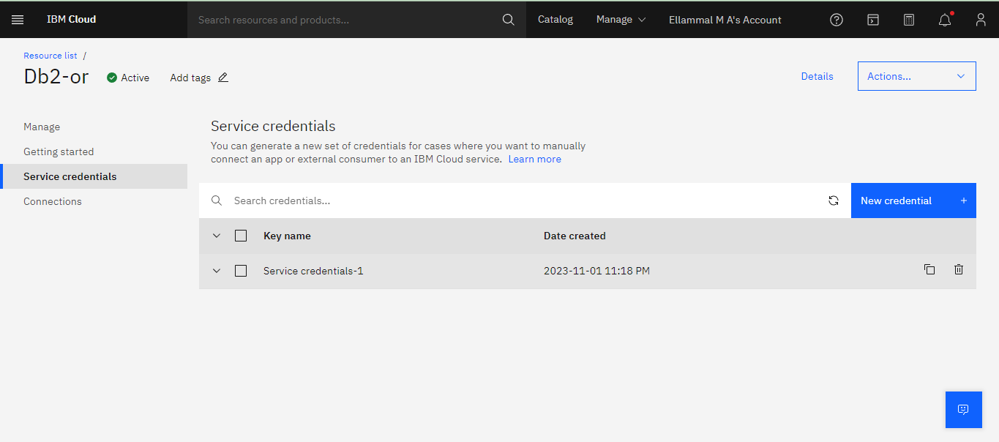 IBM Cloud
Search resources and products...
Catalog
Manage
Ellammal M A's Account
Resource list /
Db2-or
Active
Add tags
Details
Actions...
Manage
Getting started
Service credentials
Connections
Service credentials
You can generate a new set of credentials for cases where you want to manually
connect an app or external consumer to an IBM Cloud service. Learn more
Search credentials...
New credential +
Key name
Date created
Service credentials-1
2023-11-01 11:18 PM